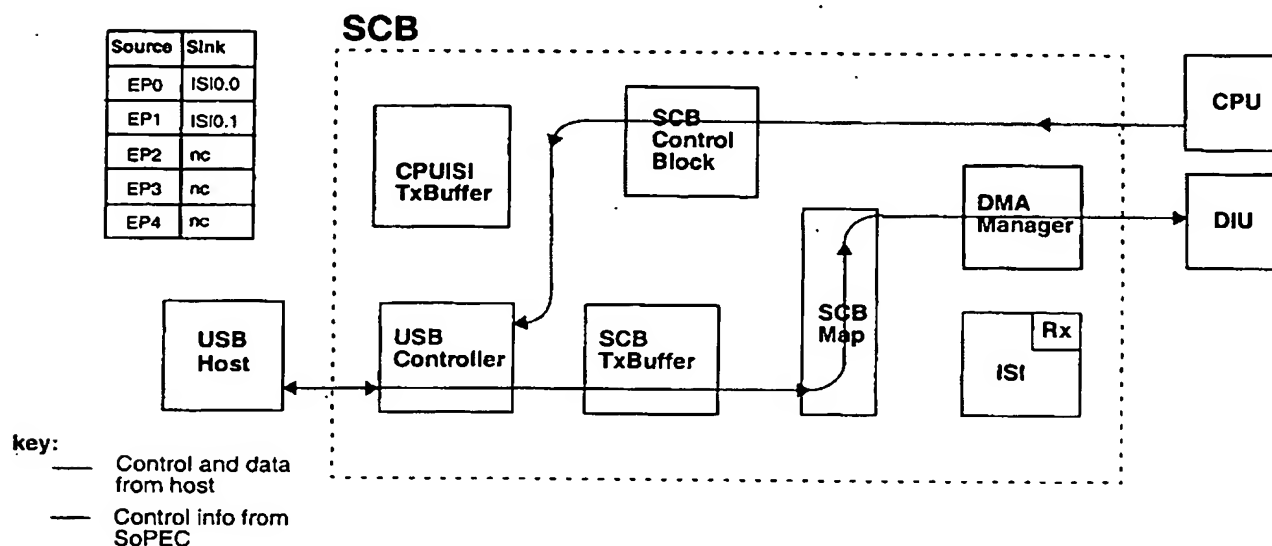 SCB
Source Sink
EP0 ISI0.0
EP1 ISI0.1
EP2 nc
EP3 nc
EP4 nc
CPUISI
TxBuffer
SCB
Control
Block
CPU
DMA
Manager
DIU
USB
Host
USB
Controller
SCB
TxBuffer
SCB
Map
Rx
ISI
key:
Control and data
from host
Control info from
SoPEC